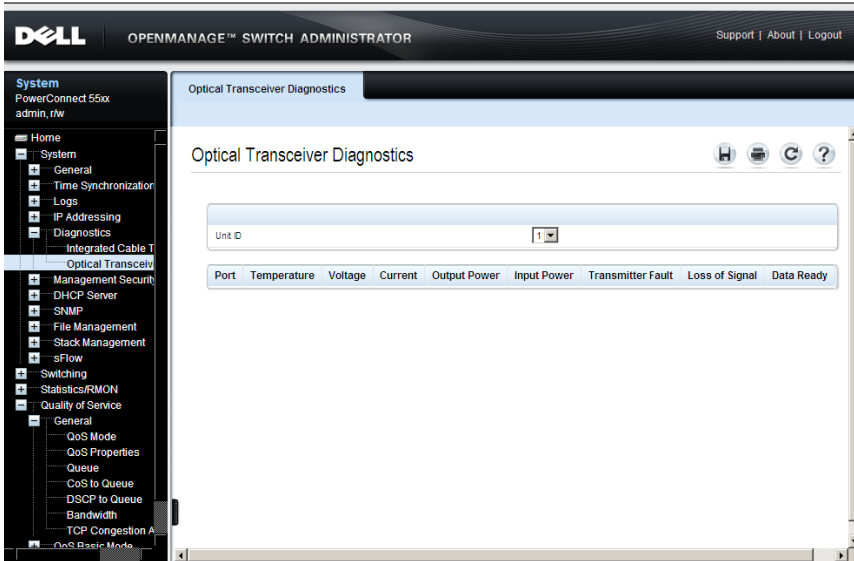 DELL
OPENMANAGE™ SWITCH ADMINISTRATOR
Support | About | Logout
System
PowerConnect 55xx
admin, r/w
Home
System
General
Time Synchronization
Logs
IP Addressing
Diagnostics
Integrated Cable T
Optical Transceiv
Management Securit
DHCP Server
SNMP
File Management
Stack Management
sFlow
Switching
Statistics/RMON
Quality of Service
General
QoS Mode
QoS Properties
Queue
CoS to Queue
DSCP to Queue
Bandwidth
TCP Congestion A
QoS Basic Mode
Optical Transceiver Diagnostics
Optical Transceiver Diagnostics
Unit ID 1
Port Temperature Voltage Current Output Power Input Power Transmitter Fault Loss of Signal Data Ready